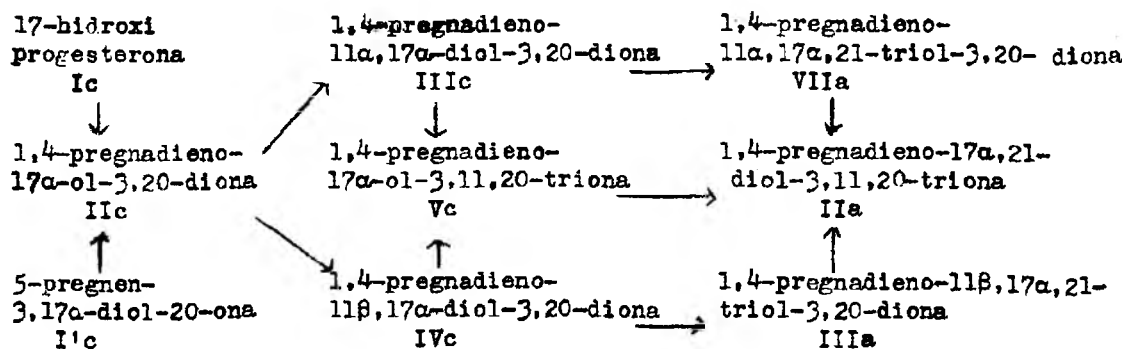 17-hidroxi
progesterona
Ic
1,4-pregnadieno-
11α,17α-diol-3,20-diona
IIIc
1,4-pregnadieno-
11α,17α,21-triol-3,20- diona
VIIa
1,4-pregnadieno-
17α-ol-3,20-diona
IIc
1,4-pregnadieno-
17α-ol-3,11,20-triona
Vc
1,4-pregnadieno-17α,21-
diol-3,11,20-triona
IIa
5-pregnen-
3,17α-diol-20-ona
I'c
1,4-pregnadieno-
11β,17α-diol-3,20-diona
IVc
1,4-pregnadieno-11β,17α,21-
triol-3,20-diona
IIIa